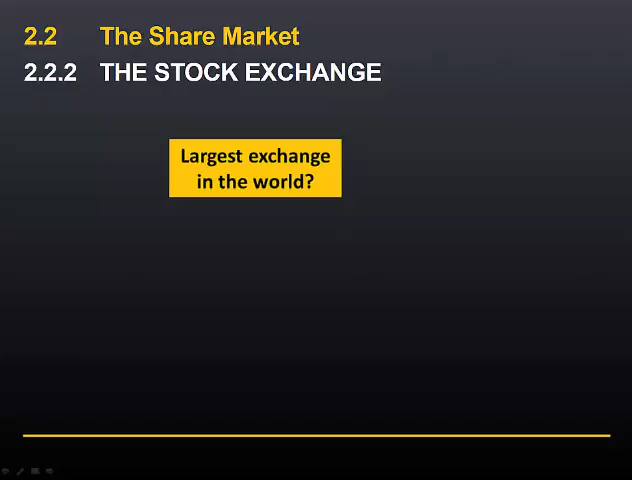 2.2 The Share Market
2.2.2 THE STOCK EXCHANGE
Largest exchange
in the world?